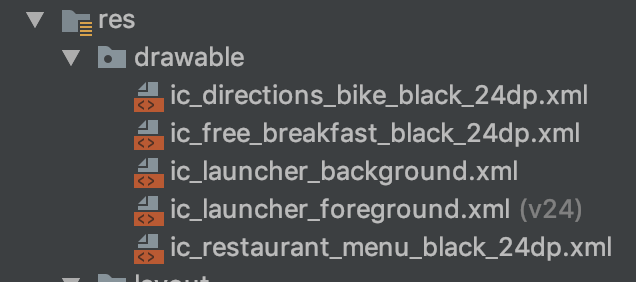 res
drawable
ic_directions_bike_black_24dp.xml
ic_free_breakfast_black_24dp.xml
ic_launcher_background.xml
ic_launcher_foreground.xml (v24)
ic_restaurant_menu_black_24dp.xml